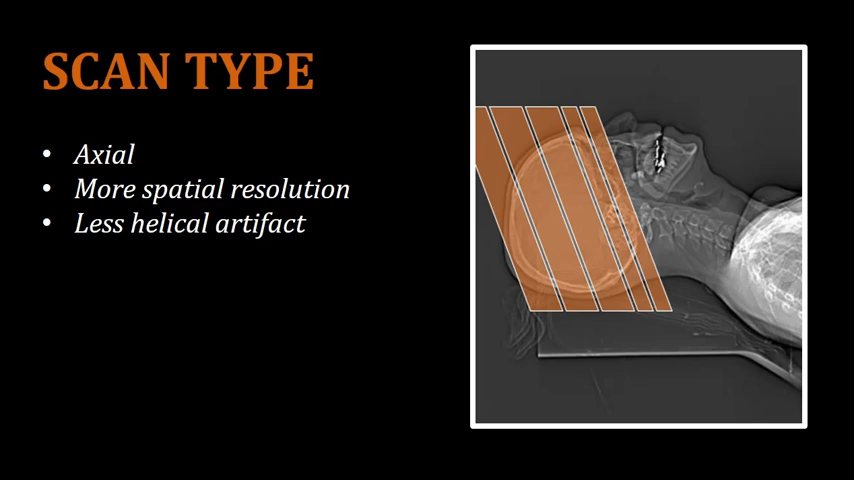 SCAN TYPE
• Axial
• More spatial resolution
• Less helical artifact